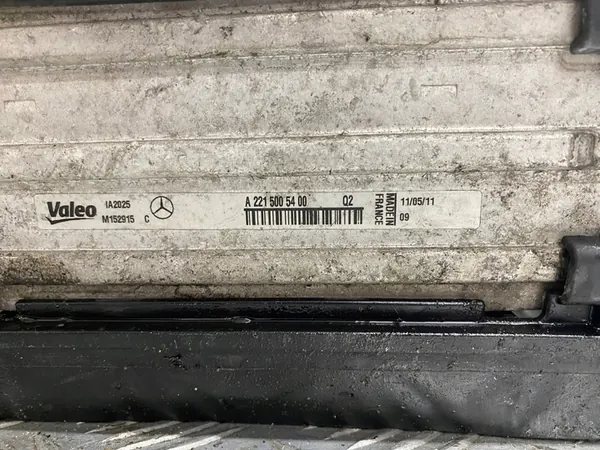 Valeo
IA2025
M152915 C
A 221 500 54 00 Q2
MADE IN
FRANCE
11/05/11
09